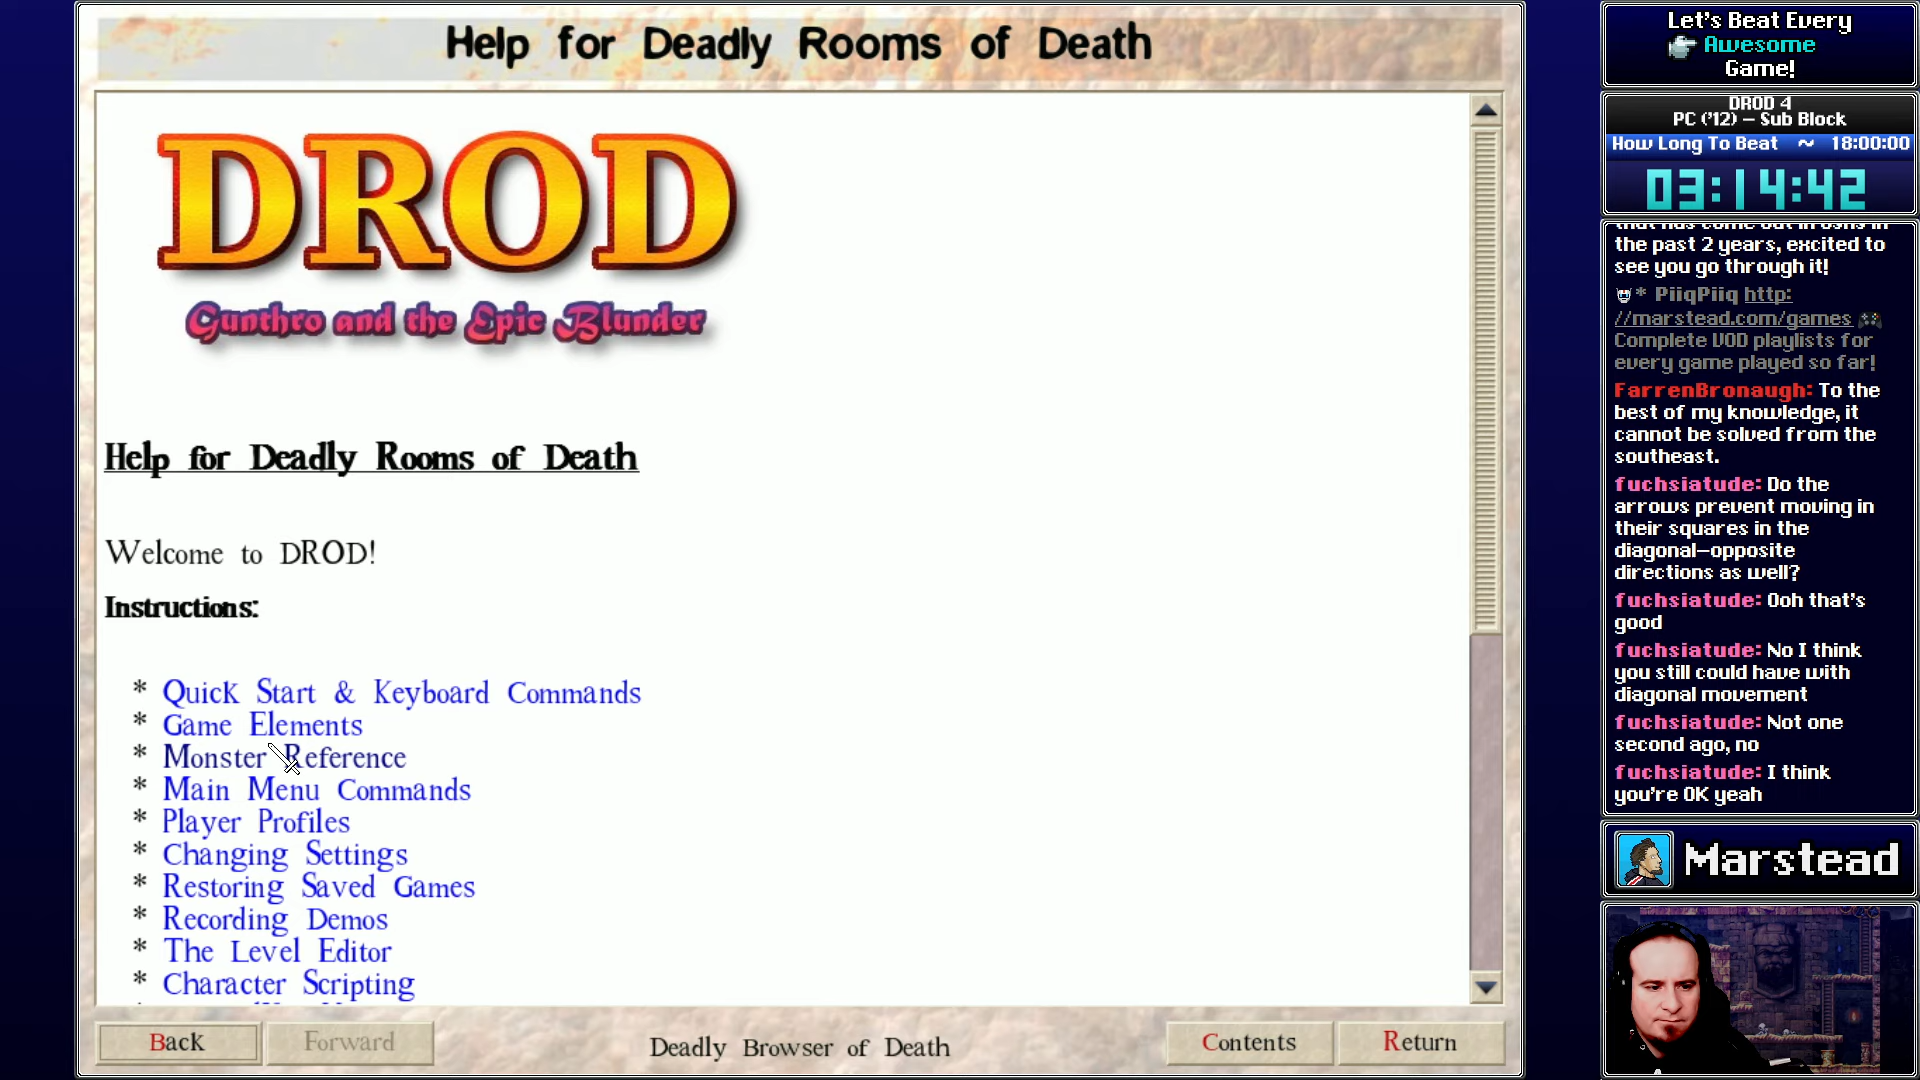 Help for Deadly Rooms of Death
DROD
Gunthro and the Epic Blunder
Help for Deadly Rooms of Death
Welcome to DROD!
Instructions:
* Quick Start & Keyboard Commands
* Game Elements
* Monster Reference
* Main Menu Commands
* Player Profiles
* Changing Settings
* Restoring Saved Games
* Recording Demos
* The Level Editor
* Character Scripting
Back
Forward
Deadly Browser of Death
Contents
Return
Let's Beat Every
Awesome
Game!
DROD 4
PC ('12) – Sub Block
How Long To Beat ~ 18:00:00
03:14:42
the past 2 years, excited to
see you go through it!
* PiiqPiiq http:
//marstead.com/games
Complete VOD playlists for
every game played so far!
FarrenBronaugh: To the
best of my knowledge, it
cannot be solved from the
southeast.
fuchsiatude: Do the
arrows prevent moving in
their squares in the
diagonal–opposite
directions as well?
fuchsiatude: Ooh that's
good
fuchsiatude: No I think
you still could have with
diagonal movement
fuchsiatude: Not one
second ago, no
fuchsiatude: I think
you're OK yeah
Marstead